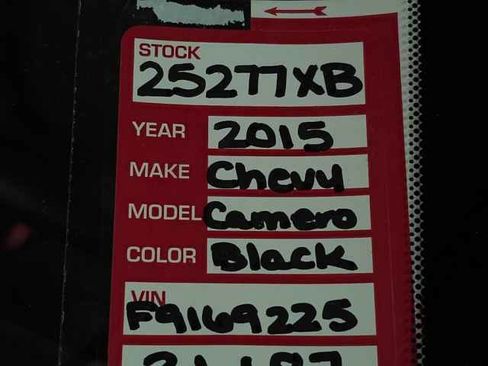 STOCK
25277XB
YEAR 2015
MAKE Chevy
MODEL Camero
COLOR Black
VIN
F9169225